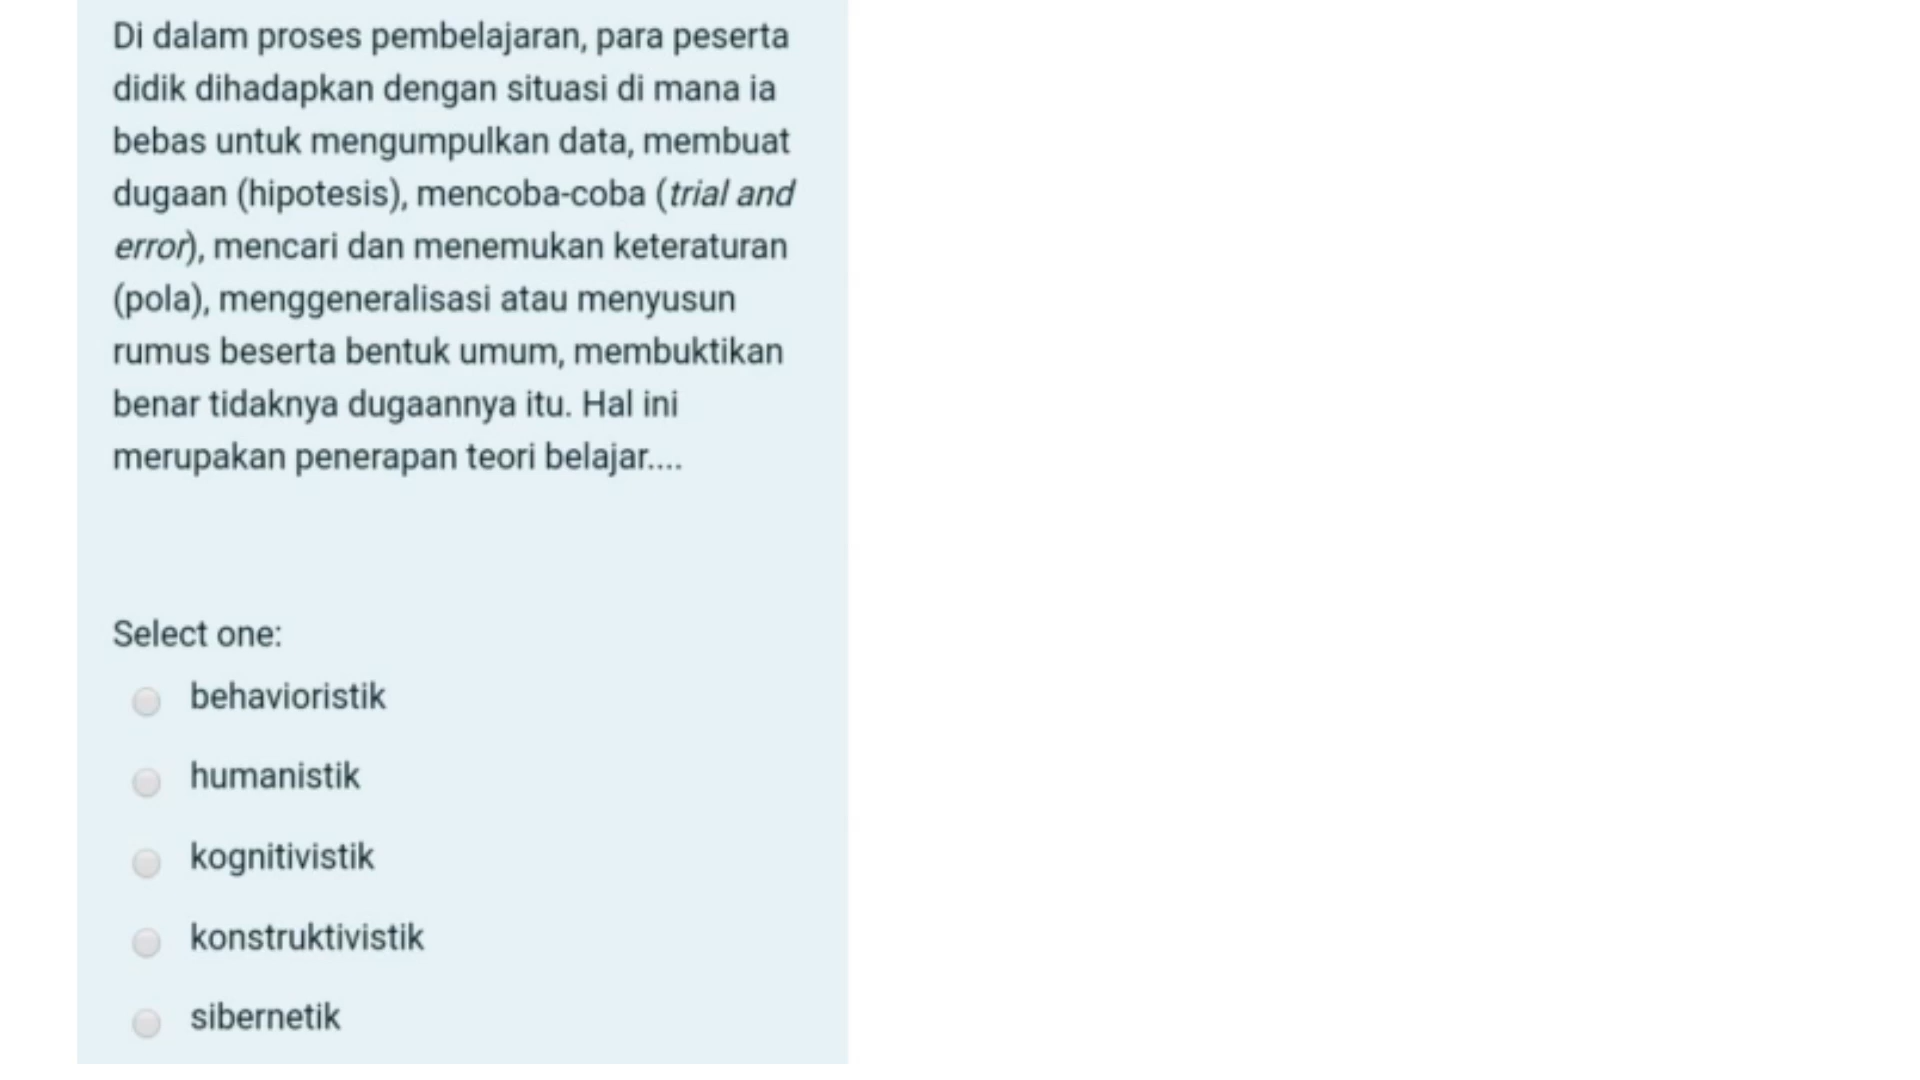 Di dalam proses pembelajaran, para peserta
didik dihadapkan dengan situasi di mana ia
bebas untuk mengumpulkan data, membuat
dugaan (hipotesis), mencoba-coba (trial and
error), mencari dan menemukan keteraturan
(pola), menggeneralisasi atau menyusun
rumus beserta bentuk umum, membuktikan
benar tidaknya dugaannya itu. Hal ini
merupakan penerapan teori belajar....
Select one:
behavioristik
humanistik
kognitivistik
konstruktivistik
sibernetik